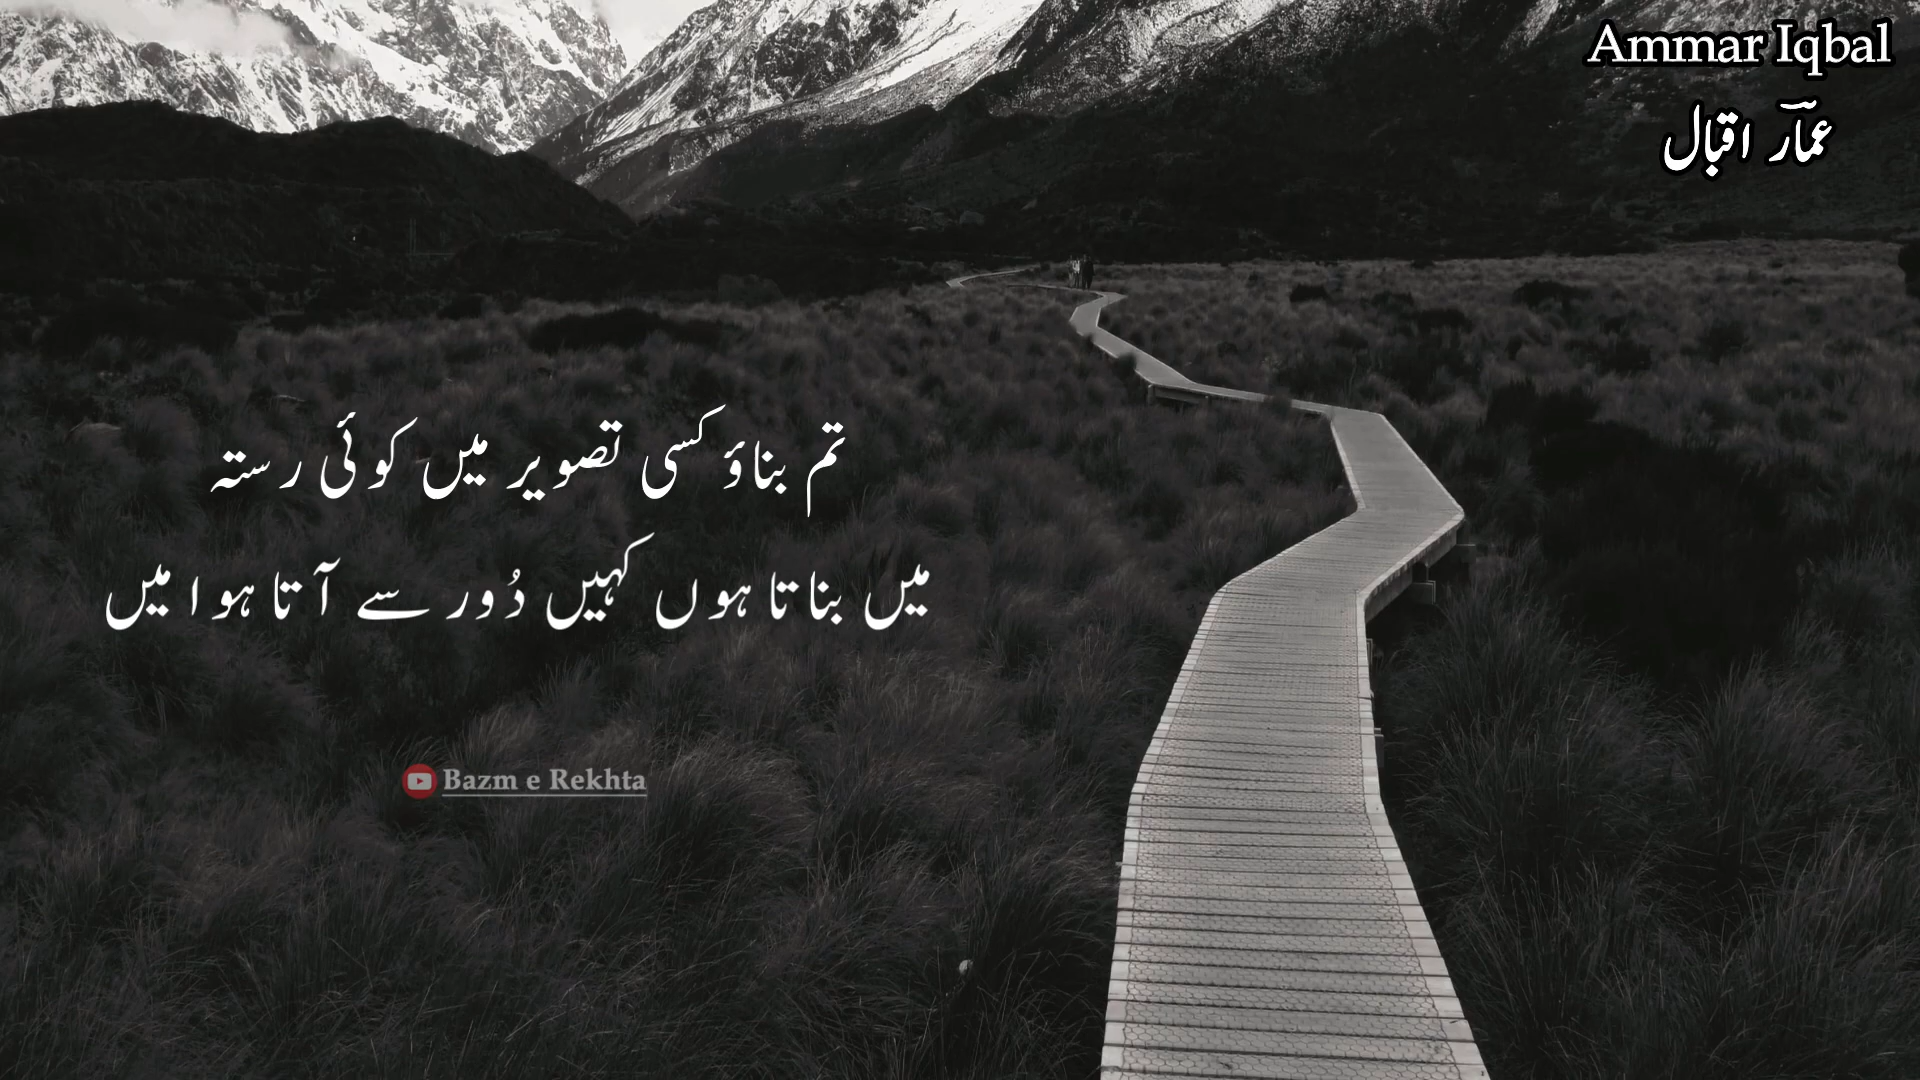 Ammar Iqbal
عمار اقبال
تم بناؤ کسی تصویر میں کوئی رستہ
میں بناتا ہوں کہیں دُور سے آتا ہوا میں
Bazm e Rekhta